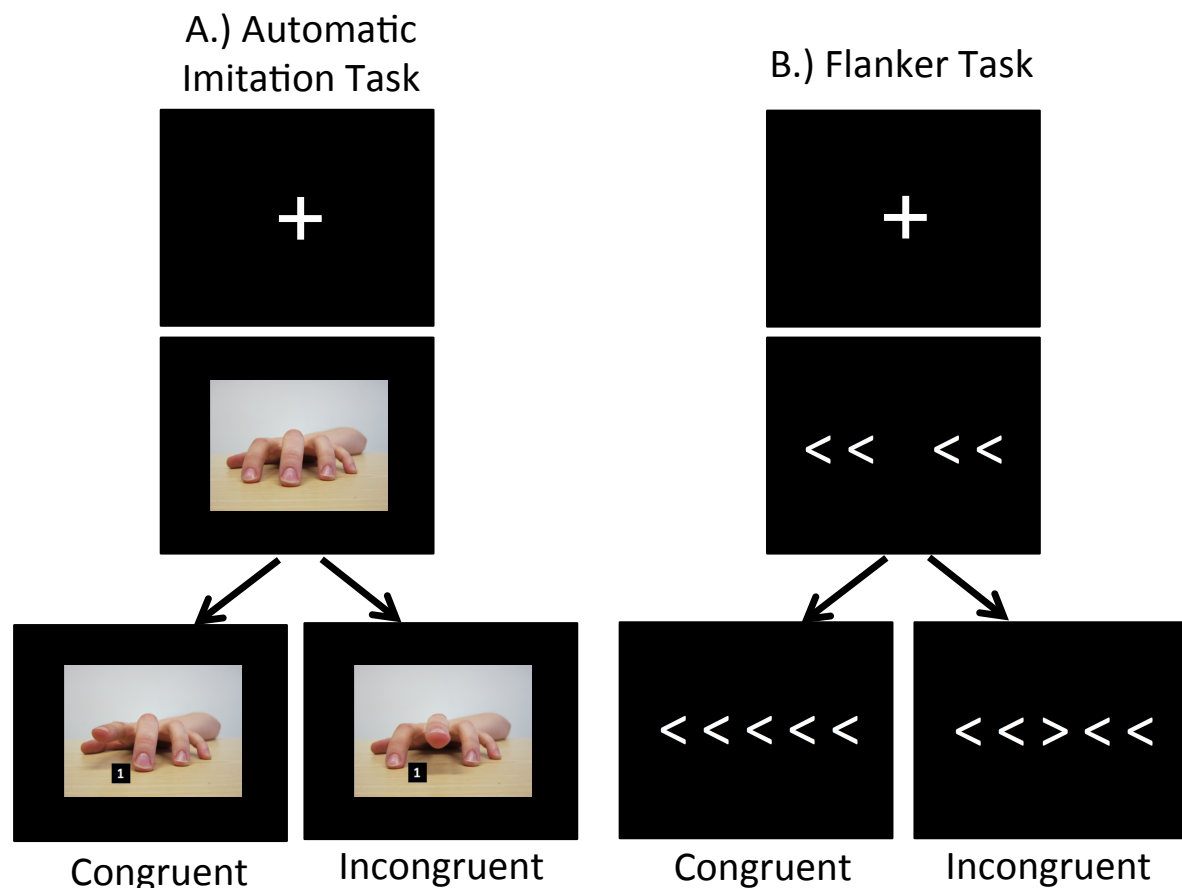 A.) Automatic
Imitation Task
+
1
Congruent
1
Incongruent
B.) Flanker Task
+
< < < <
< < < < <
Congruent
< < > < <
Incongruent